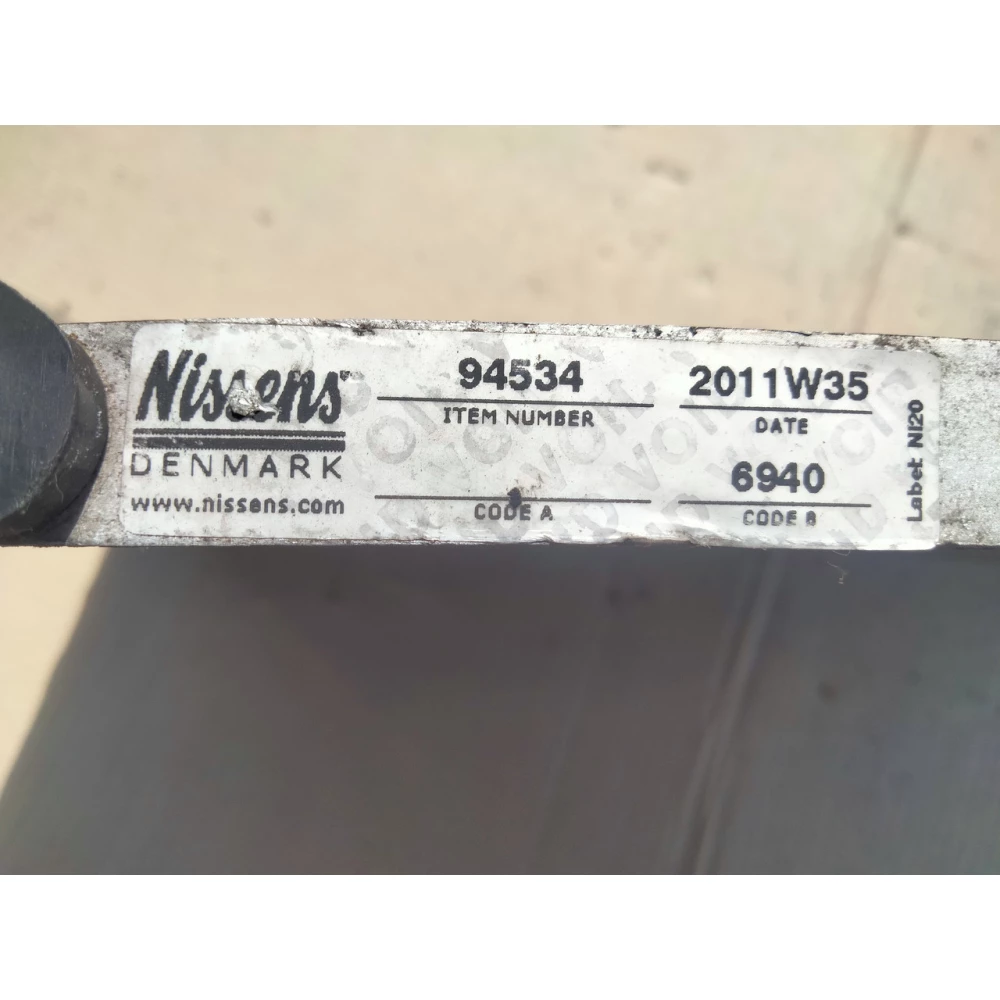 Nissens
DENMARK
www.nissens.com
94534
ITEM NUMBER
CODE A
2011W35
DATE
6940
CODE B
Label NI20